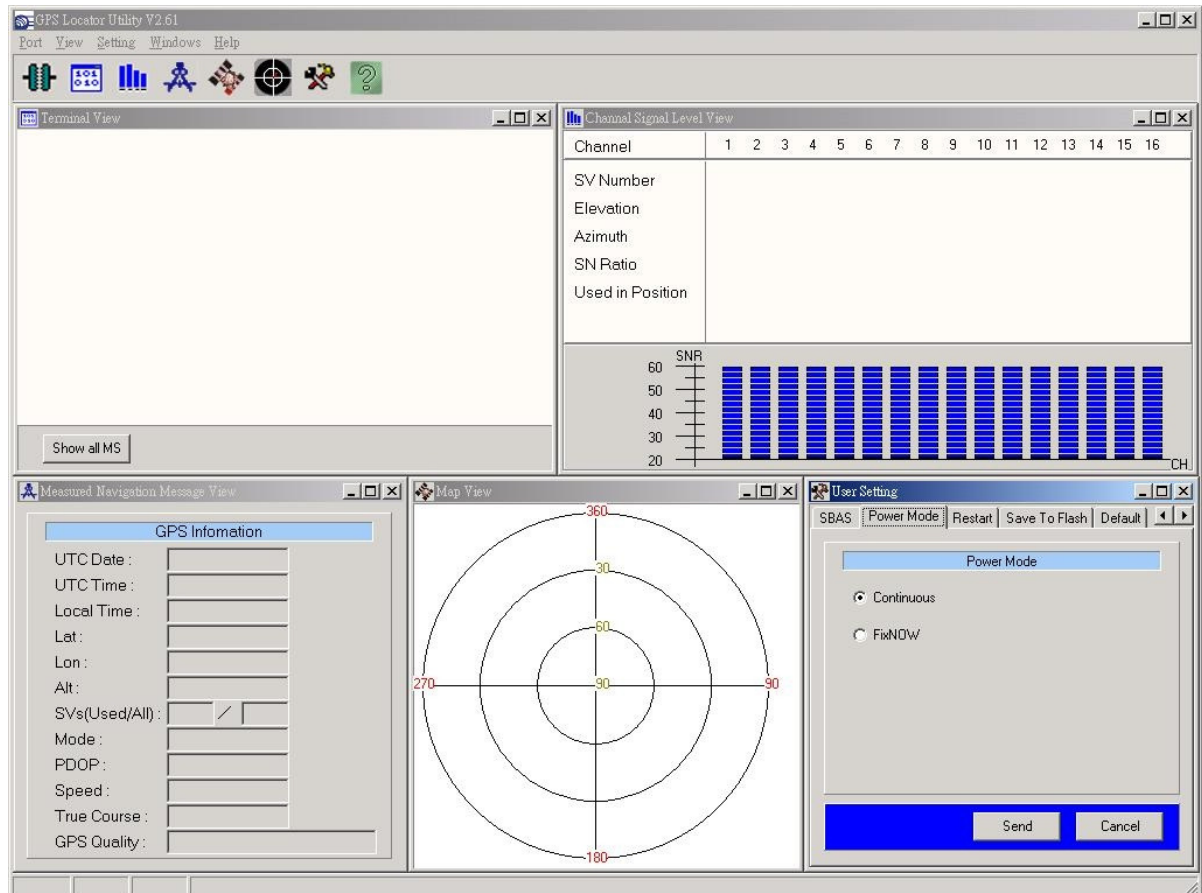 GPS Locator Utility V2.61
Port View Setting Windows Help
101
010
Terminal View
Show all MS
Channal Signal Level View
Channel 1 2 3 4 5 6 7 8 9 10 11 12 13 14 15 16
SV Number
Elevation
Azimuth
SN Ratio
Used in Position
SNR
60
50
40
30
20
CH
Measured Navigation Message View
GPS Infomation
UTC Date :
UTC Time :
Local Time :
Lat :
Lon :
Alt :
SVs(Used/All) : /
Mode :
PDOP:
Speed :
True Course :
GPS Quality :
Map View
360
30
60
270 90 90
180
User Setting
SBAS Power Mode Restart Save To Flash Default
Power Mode
Continuous
FixNOW
Send Cancel